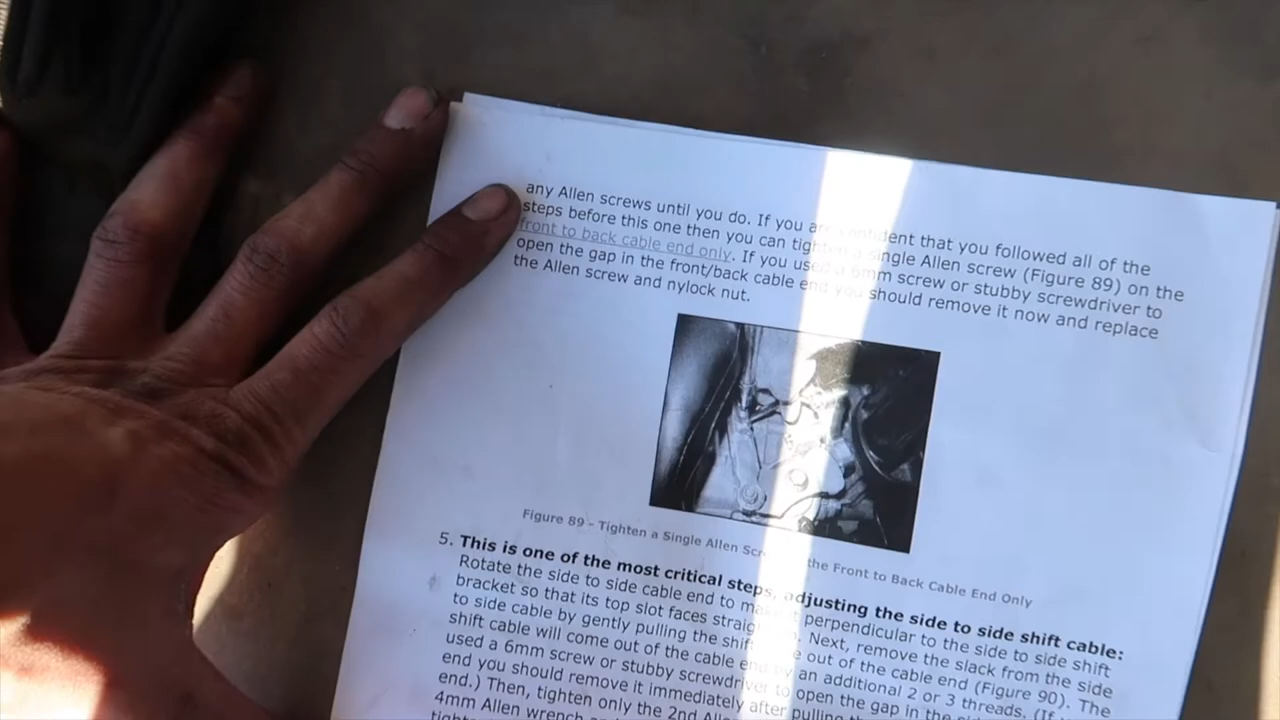 any Allen screws until you do. If you are confident that you followed all of the
steps before this one then you can tighten a single Allen screw (Figure 89) on the
front to back cable end only. If you used a 6mm screw or stubby screwdriver to
open the gap in the front/back cable end you should remove it now and replace
the Allen screw and nylock nut.
Figure 89 - Tighten a Single Allen Screw the Front to Back Cable End Only
5. This is one of the most critical steps, adjusting the side to side shift cable:
Rotate the side to side cable end to make it perpendicular to the side to side shift
bracket so that its top slot faces straight. Next, remove the slack from the side
to side cable by gently pulling the shift out of the cable end (Figure 90). The
shift cable will come out of the cable end by an additional 2 or 3 threads. (If
used a 6mm screw or stubby screwdriver to open the gap in the
end you should remove it immediately after pulling
end.) Then, tighten only the 2nd
4mm Allen wrench